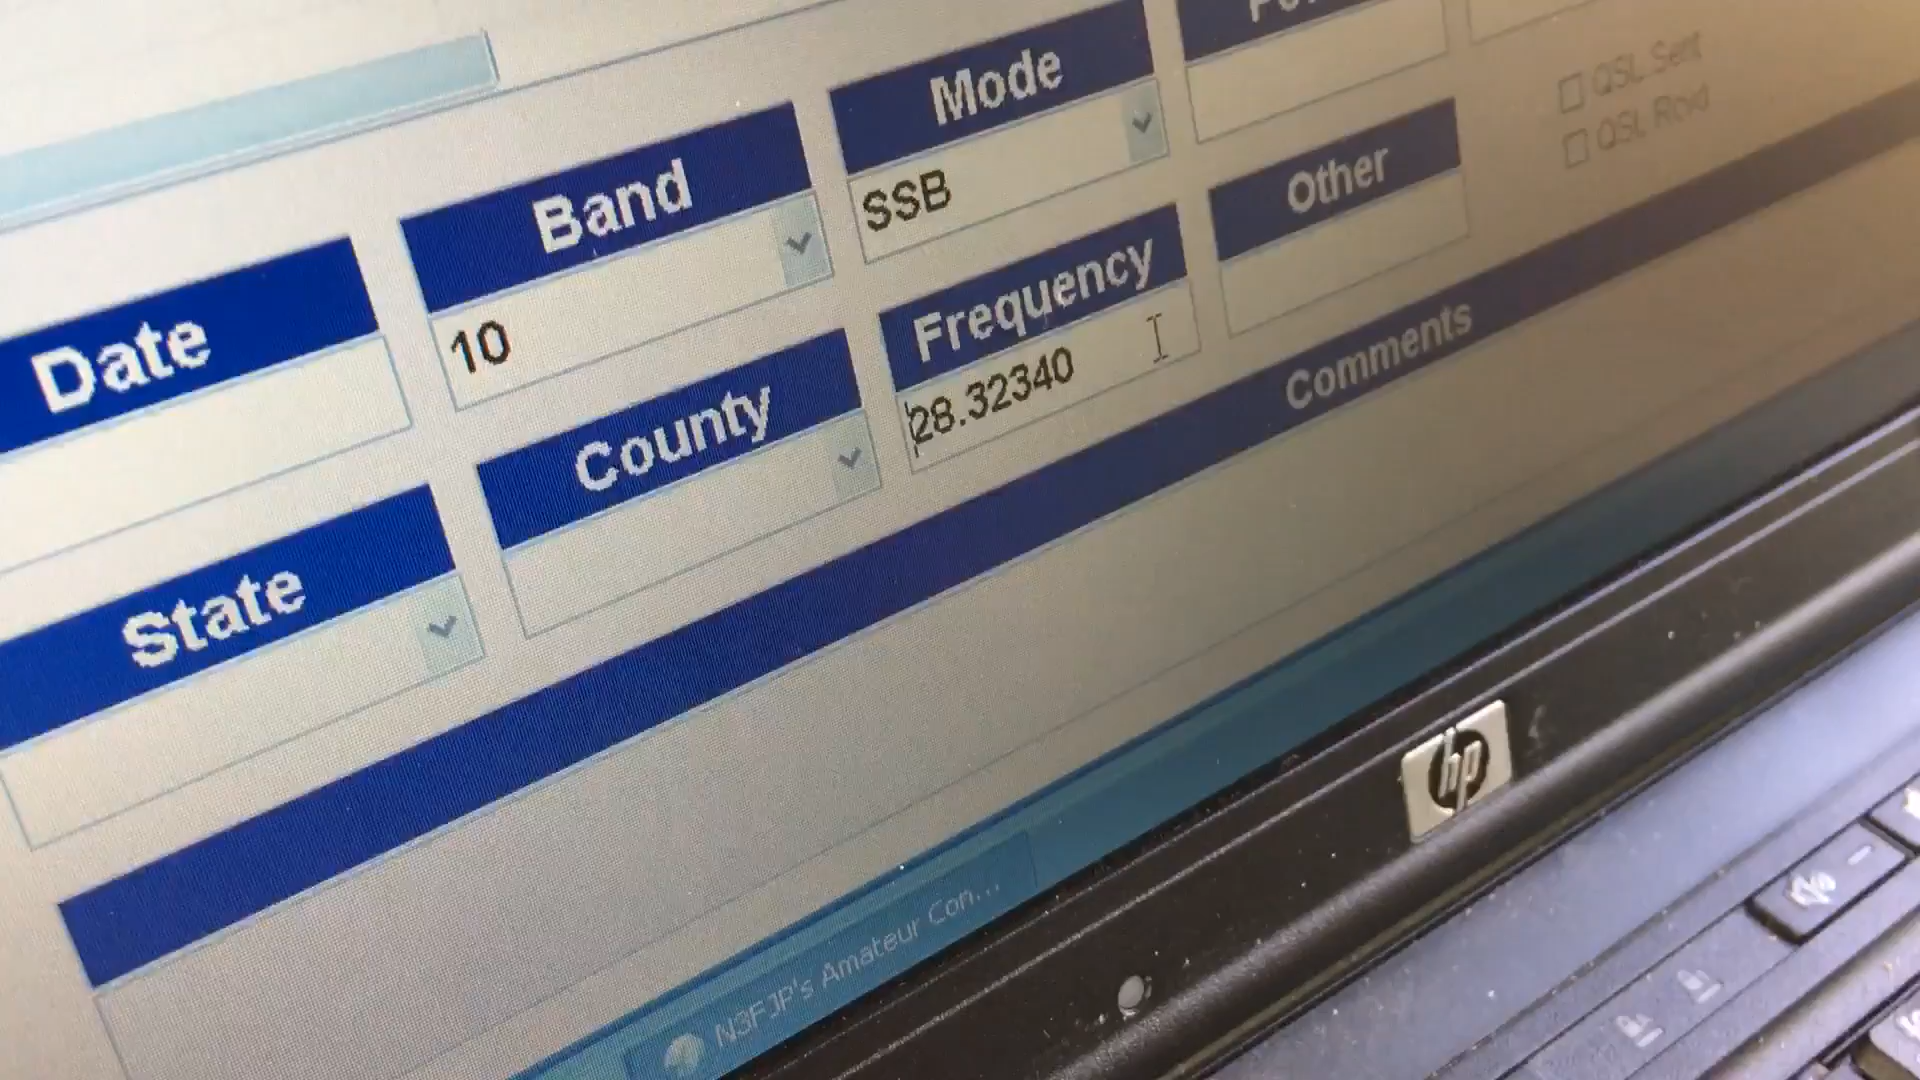 Mode
QSL Sent
QSL Rcvd
Band
SSB
Other
Date
10
Frequency
28.32340
County
Comments
State
hp
N3FJP's Amateur Con...